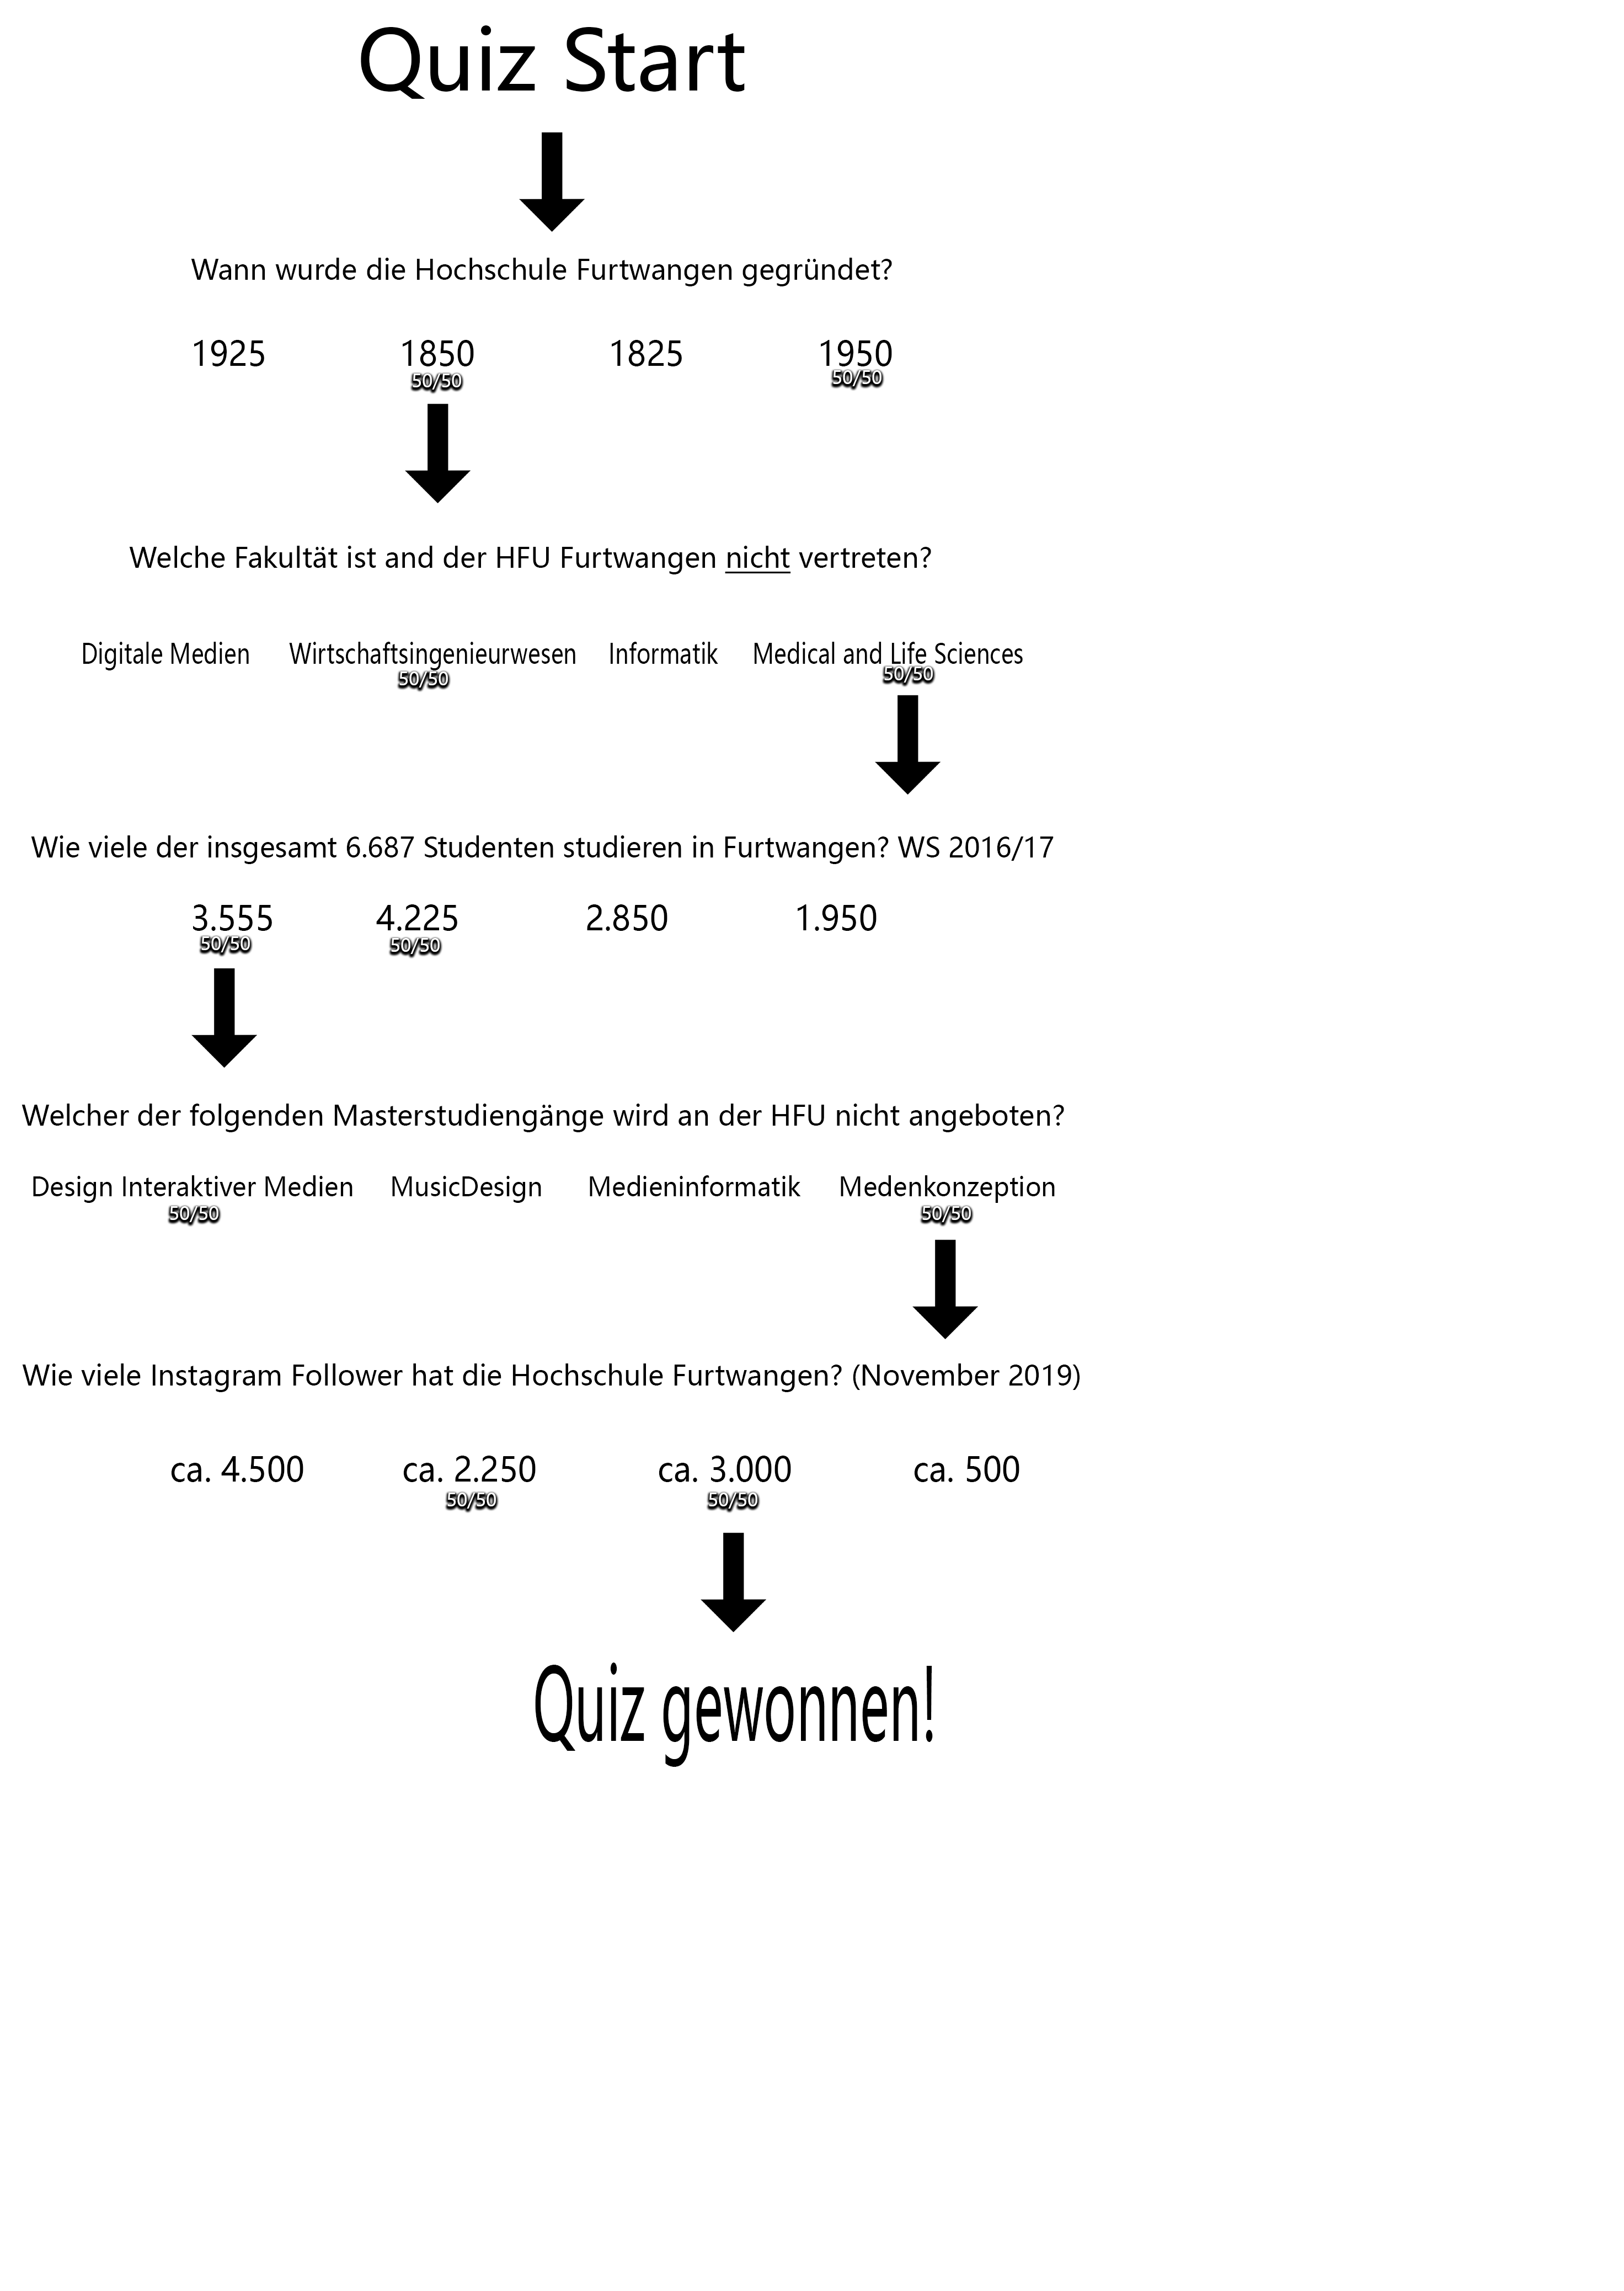 Quiz Start
Wann wurde die Hochschule Furtwangen gegründet?
1925 1850 1825 1950
50/50 50/50
Welche Fakultät ist and der HFU Furtwangen nicht vertreten?
Digitale Medien Wirtschaftsingenieurwesen Informatik Medical and Life Sciences
50/50 50/50
Wie viele der insgesamt 6.687 Studenten studieren in Furtwangen? WS 2016/17
3.555 4.225 2.850 1.950
50/50 50/50
Welcher der folgenden Masterstudiengänge wird an der HFU nicht angeboten?
Design Interaktiver Medien MusicDesign Medieninformatik Medenkonzeption
50/50 50/50
Wie viele Instagram Follower hat die Hochschule Furtwangen? (November 2019)
ca. 4.500 ca. 2.250 ca. 3.000 ca. 500
50/50 50/50
Quiz gewonnen!